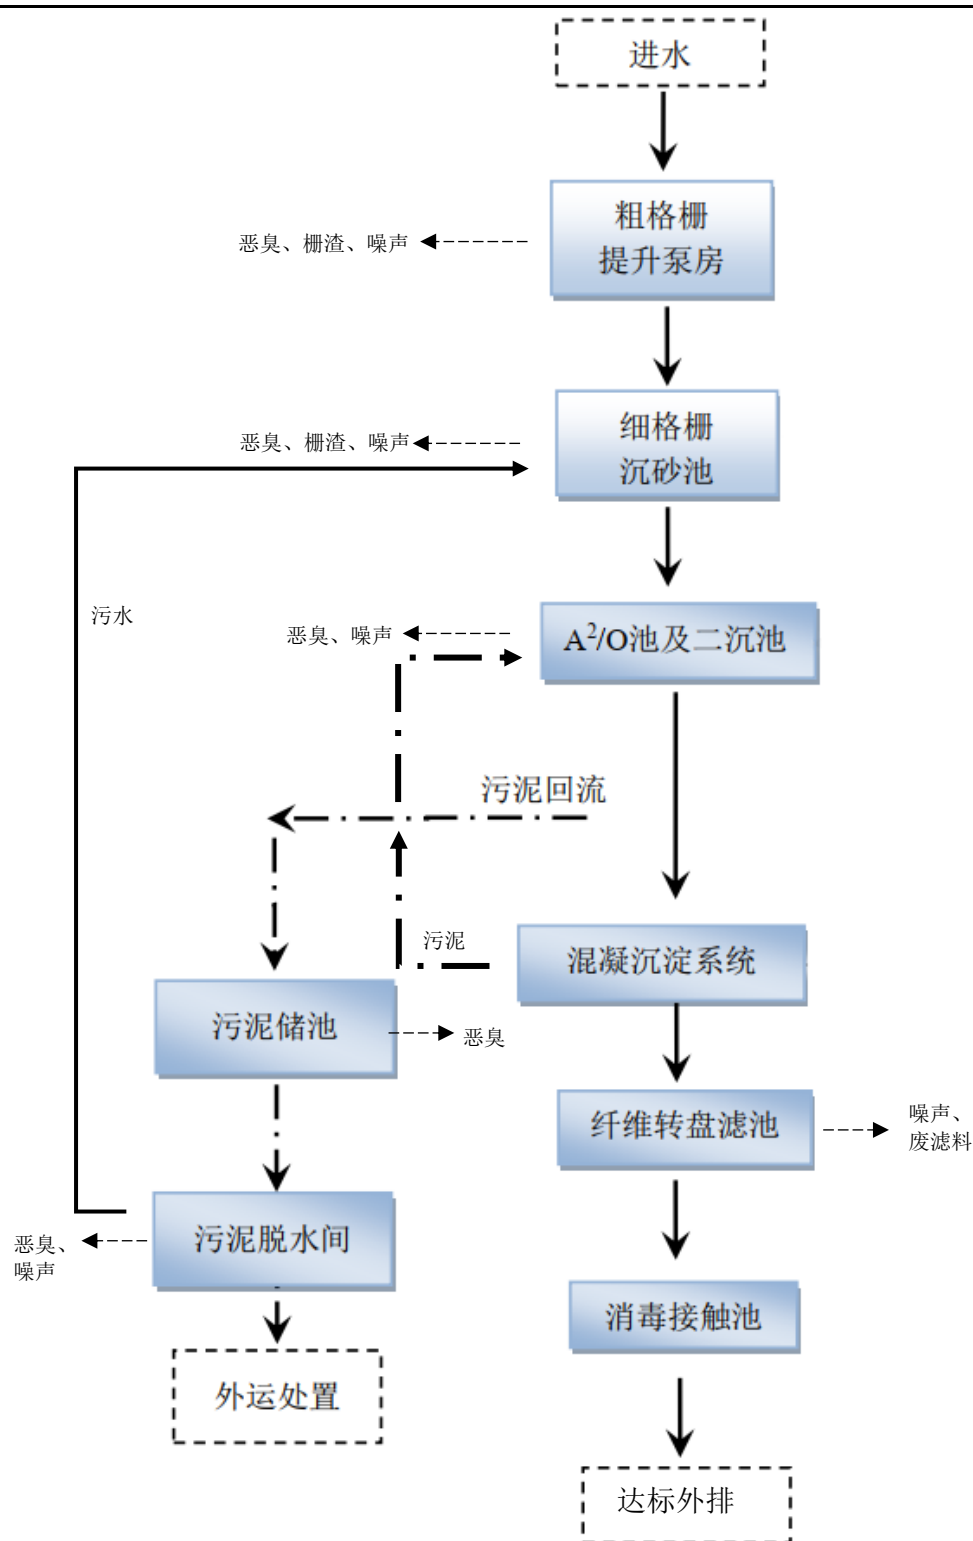 进水
粗格栅
提升泵房
恶臭、栅渣、噪声
细格栅
沉砂池
恶臭、栅渣、噪声
污水
A²/O池及二沉池
恶臭、噪声
污泥回流
污泥
混凝沉淀系统
污泥储池
恶臭
纤维转盘滤池
噪声、
废滤料
污泥脱水间
恶臭、
噪声
消毒接触池
外运处置
达标外排